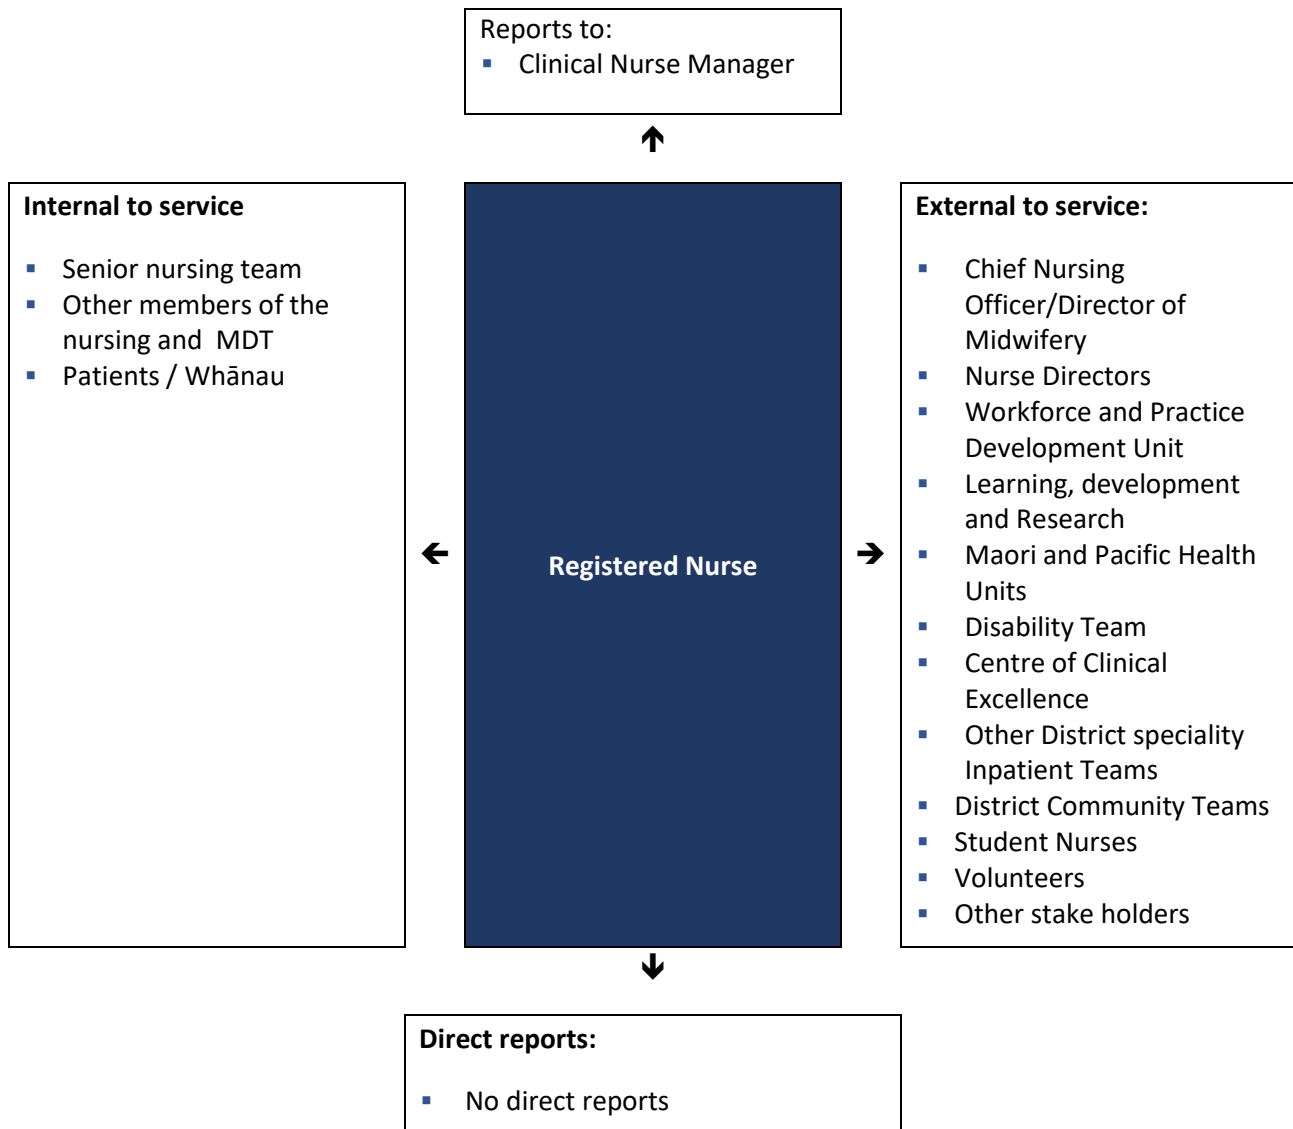 Reports to:
▪ Clinical Nurse Manager
Internal to service
▪ Senior nursing team
▪ Other members of the
nursing and  MDT
▪ Patients / Whānau
Registered Nurse
External to service:
▪ Chief Nursing
Officer/Director of
Midwifery
▪ Nurse Directors
▪ Workforce and Practice
Development Unit
▪ Learning, development
and Research
▪ Maori and Pacific Health
Units
▪ Disability Team
▪ Centre of Clinical
Excellence
▪ Other District speciality
Inpatient Teams
▪ District Community Teams
▪ Student Nurses
▪ Volunteers
▪ Other stake holders
Direct reports:
▪ No direct reports